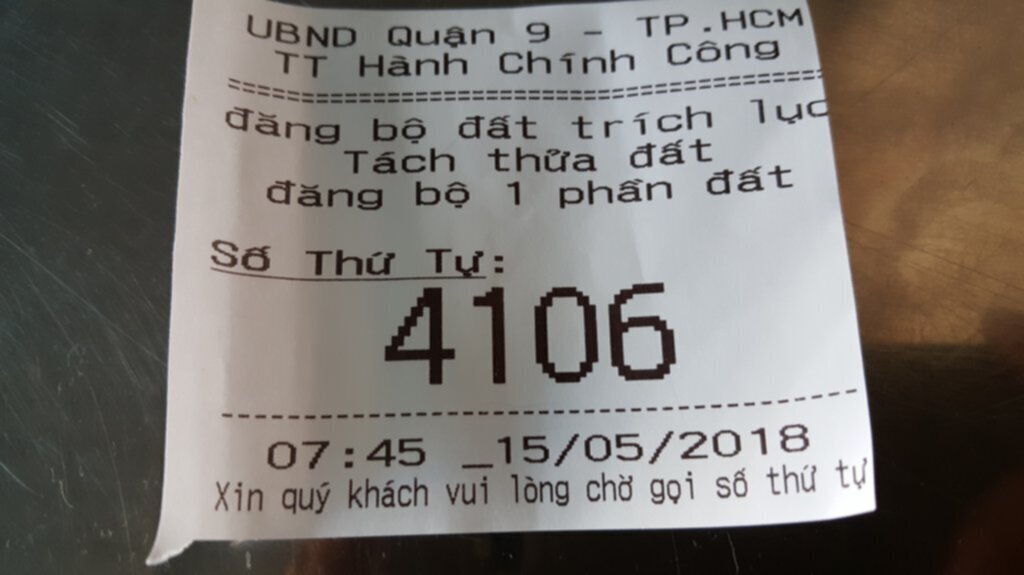 UBND Quận 9 - TP.HCM
TT Hành Chính Công
đăng bộ đất trích lục
Tách thửa đất
đăng bộ 1 phần đất
Số Thứ Tự:
4106
07:45 _15/05/2018
Xin quý khách vui lòng chờ gọi số thứ tự